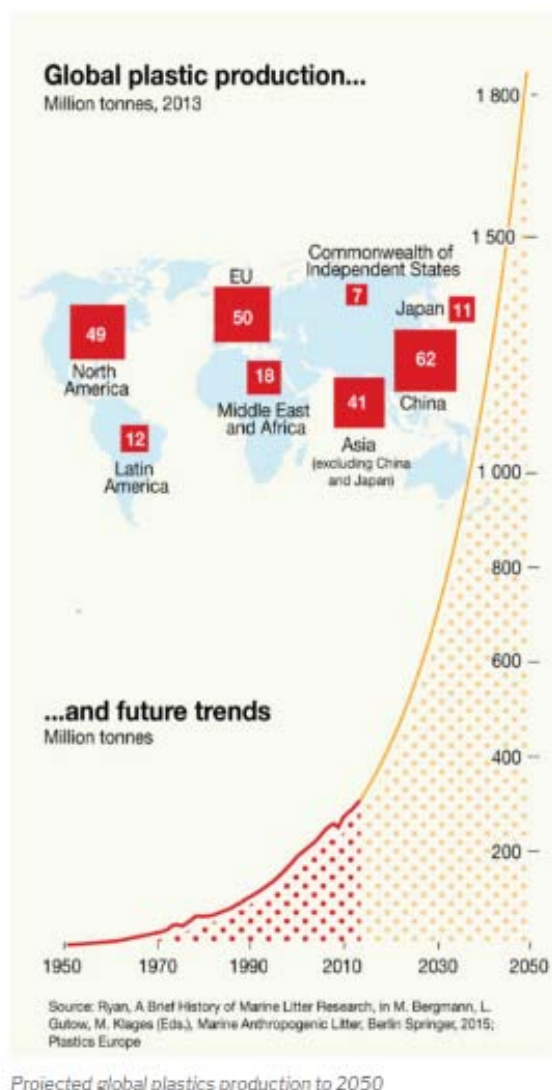 Global plastic production...
Million tonnes, 2013
1 800
1 500
Commonwealth of
Independent States
EU
7
Japan 11
50
49
62
18
North
America
Middle East
and Africa
41
China
12
Asia
(excluding China
and Japan)
Latin
America
1 000
800
600
...and future trends
Million tonnes
400
200
1950 1970 1990 2010 2030 2050
Source: Ryan, A Brief History of Marine Litter Research, in M. Bergmann, L.
Gutow, M. Klages (Eds.), Marine Anthropogenic Litter, Berlin Springer, 2015;
Plastics Europe
Projected global plastics production to 2050